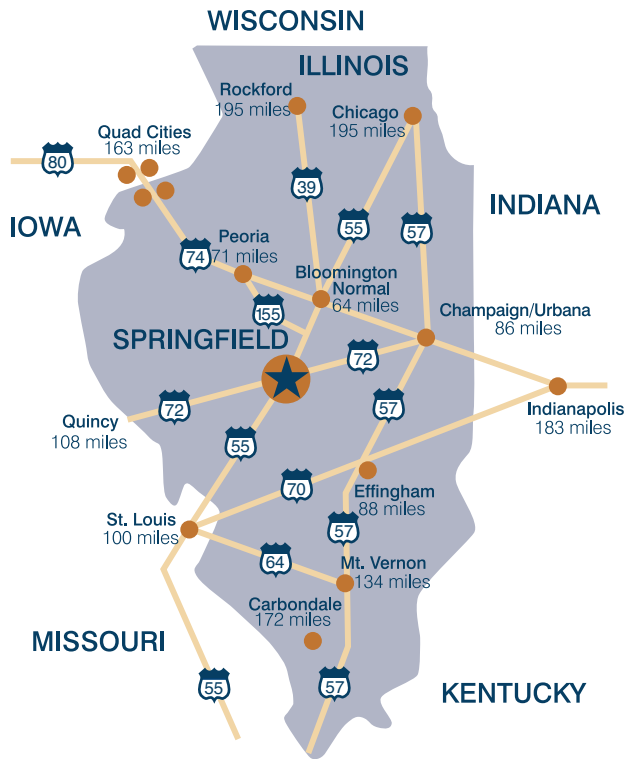 WISCONSIN
ILLINOIS
Rockford
195 miles
Chicago
195 miles
Quad Cities
163 miles
80
39
INDIANA
IOWA
55
57
Peoria
71 miles
74
Bloomington
Normal
64 miles
155
Champaign/Urbana
86 miles
SPRINGFIELD
72
72
57
Indianapolis
183 miles
Quincy
108 miles
55
70
Effingham
88 miles
St. Louis
100 miles
57
64
Mt. Vernon
134 miles
Carbondale
172 miles
MISSOURI
55
57
KENTUCKY